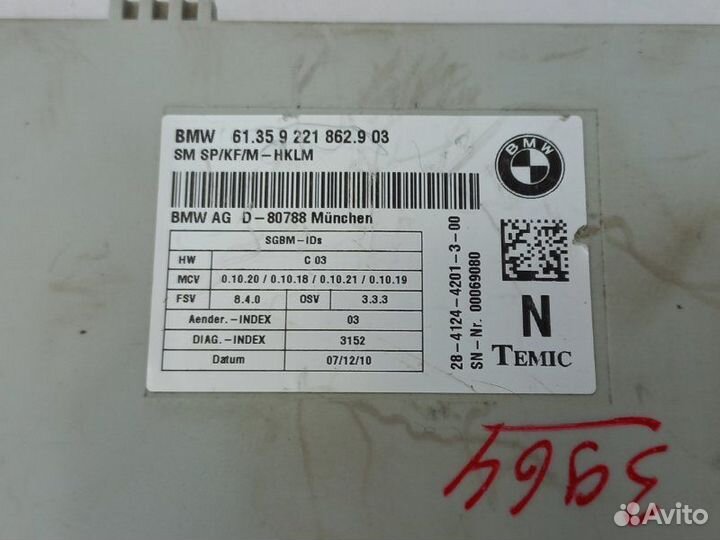 BMW 61.35 9 221 862.9 03
SM SP/KF/M-HKLM
BMW AG D-80788 München
SGBM-IDs
HW C 03
MCV 0.10.20 / 0.10.18 / 0.10.21 / 0.10.19
FSV 8.4.0 OSV 3.3.3
Aender.-INDEX 03
DIAG.-INDEX 3152
Datum 07/12/10
28-4124-4201-3-00
SN-Nr. 00069080
BMW
N
TEMIC
5964
Avito